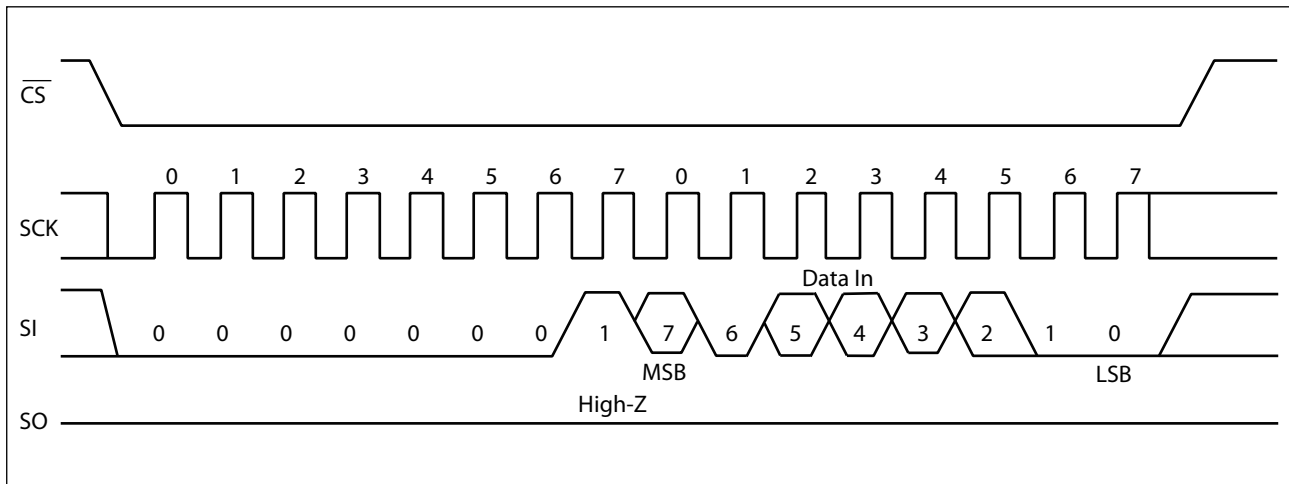 CS
0 1 2 3 4 5 6 7 0 1 2 3 4 5 6 7
SCK
Data In
SI 0 0 0 0 0 0 0 1 7 6 5 4 3 2 1 0
MSB LSB
High-Z
SO